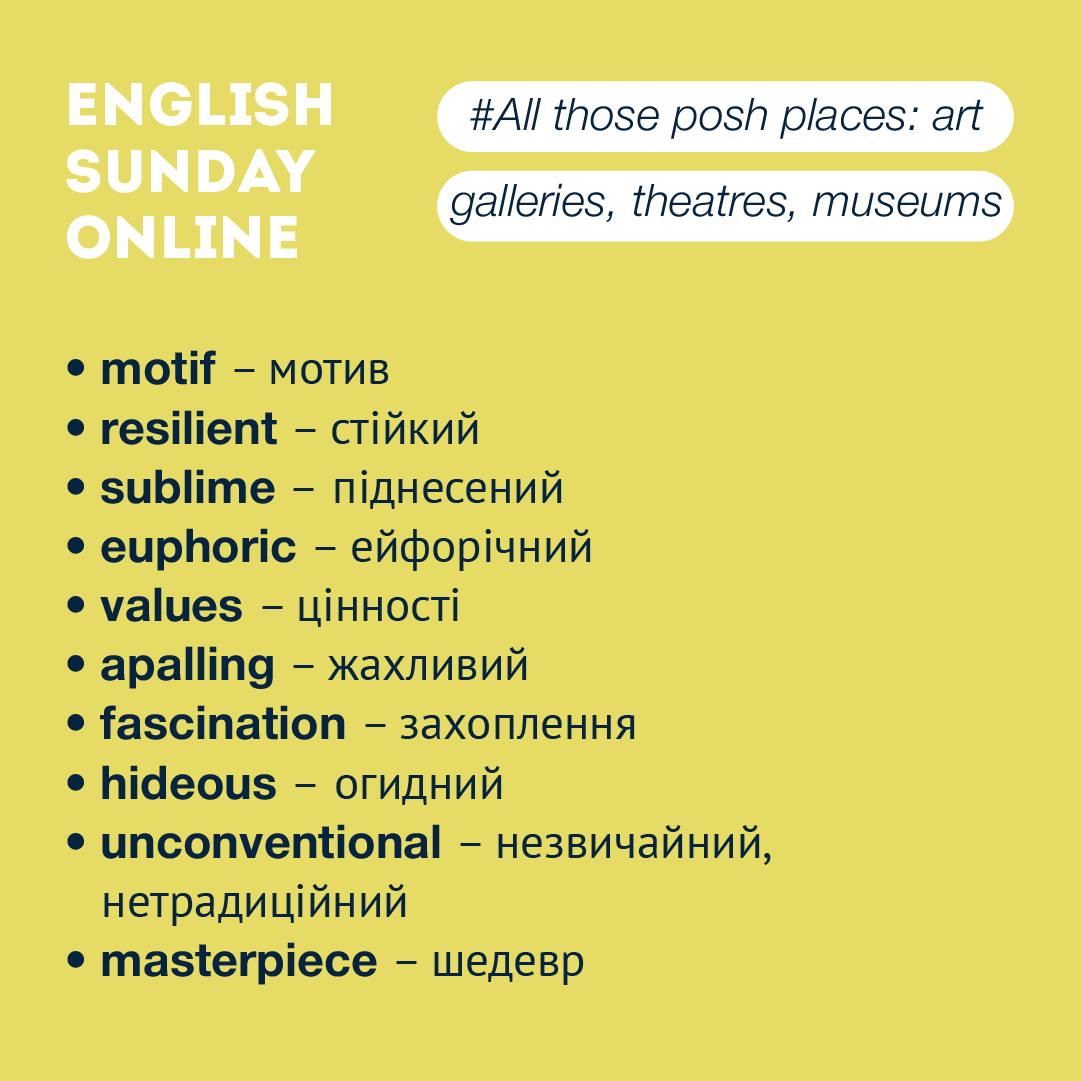 ENGLISH
SUNDAY
ONLINE
#All those posh places: art
galleries, theatres, museums
• motif – мотив
• resilient – стійкий
• sublime – піднесений
• euphoric – ейфорічний
• values – цінності
• apalling – жахливий
• fascination – захоплення
• hideous – огидний
• unconventional – незвичайний,
нетрадиційний
• masterpiece – шедевр